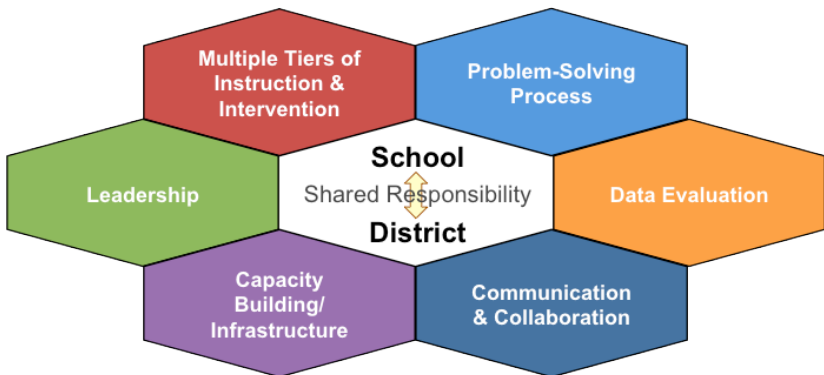 Multiple Tiers of
Instruction &
Intervention
Problem-Solving
Process
Leadership
School
Shared Responsibility
District
Data Evaluation
Capacity
Building/
Infrastructure
Communication
& Collaboration